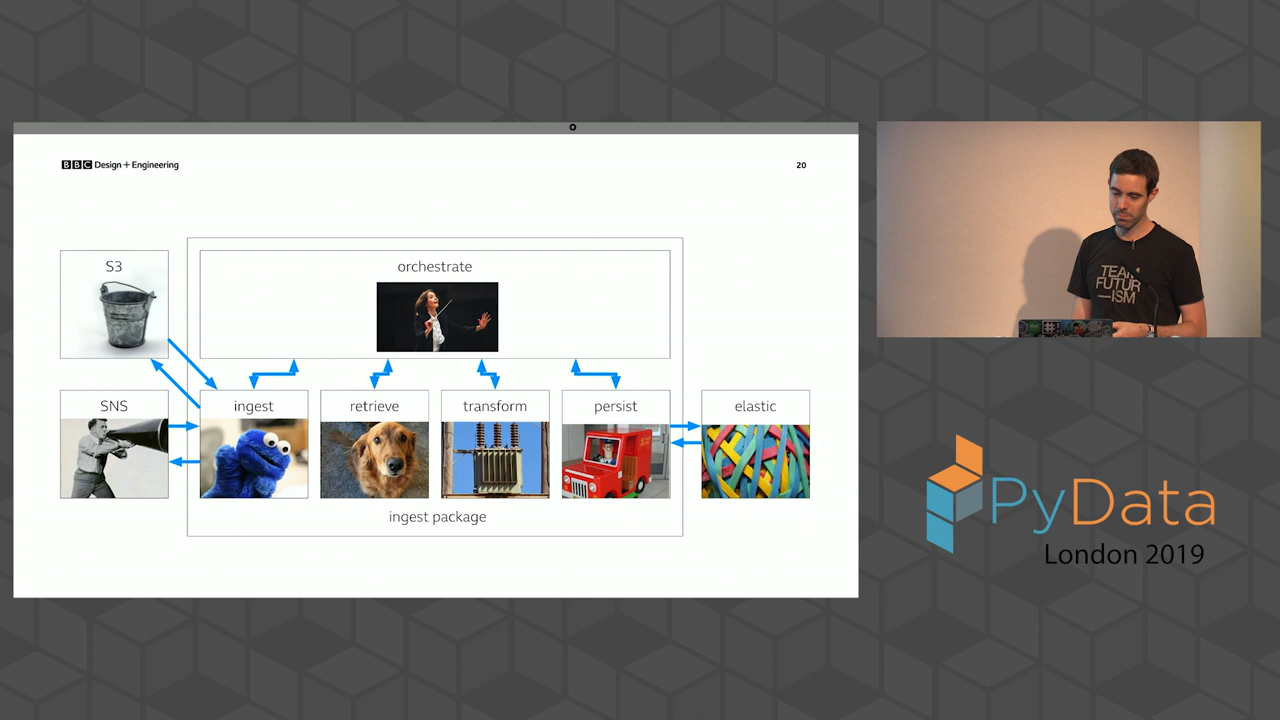 BBC Design + Engineering
20
S3
orchestrate
SNS
ingest
retrieve
transform
persist
elastic
ingest package
TEAM
FUTUR
—ISM
PyData
London 2019